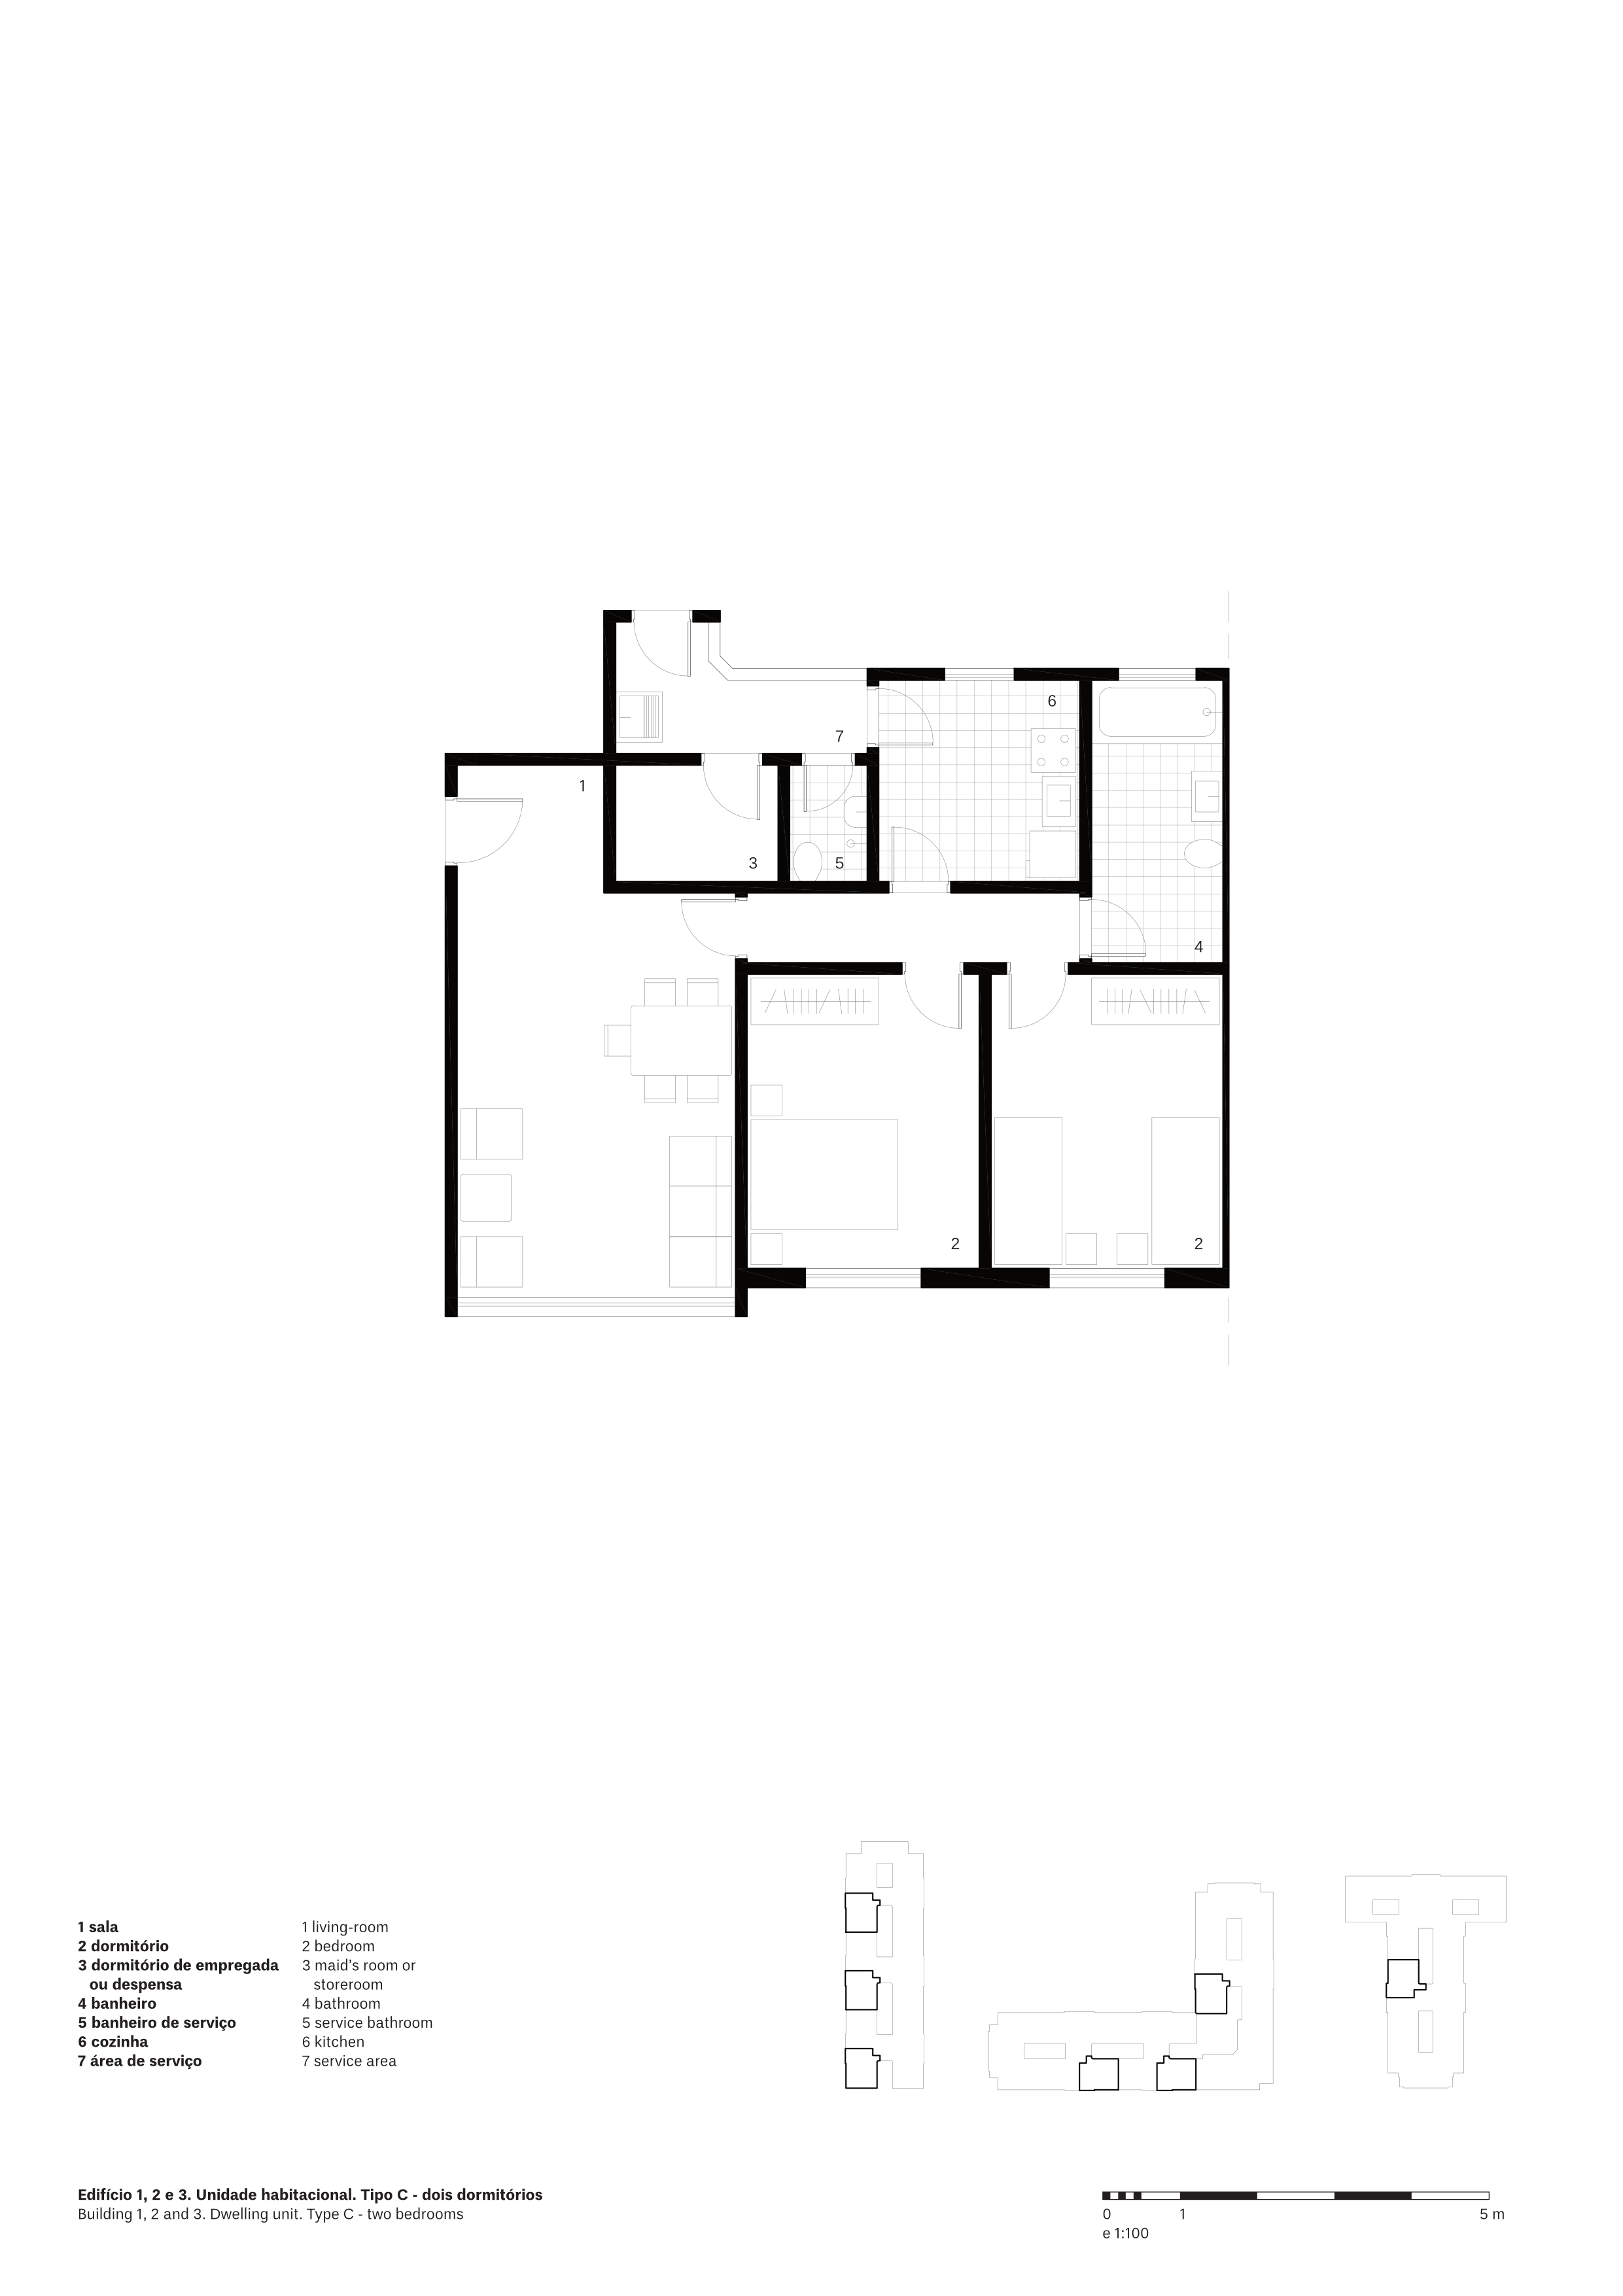 6
7
1
3
5
4
2
2
1 sala
2 dormitório
3 dormitório de empregada
ou despensa
4 banheiro
5 banheiro de serviço
6 cozinha
7 área de serviço
1 living-room
2 bedroom
3 maid's room or
storeroom
4 bathroom
5 service bathroom
6 kitchen
7 service area
Edifício 1, 2 e 3. Unidade habitacional. Tipo C - dois dormitórios
Building 1, 2 and 3. Dwelling unit. Type C - two bedrooms
0 1 5 m
e 1:100